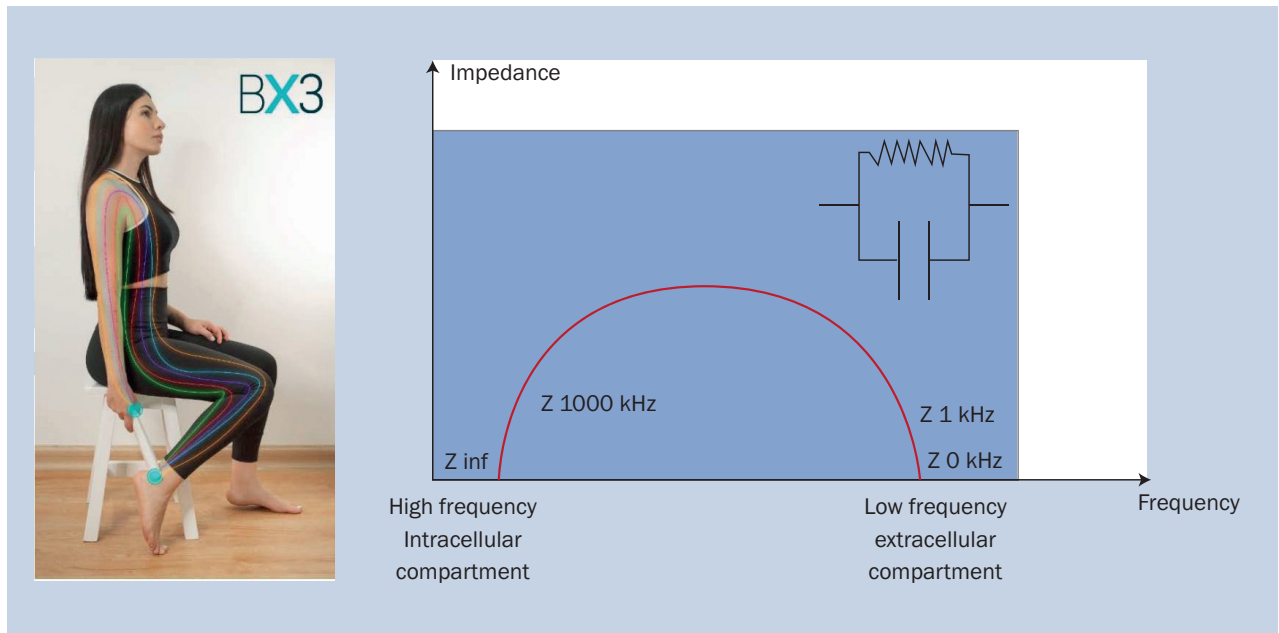 BX3
Impedance
Z 1000 kHz
Z 1 kHz
Z inf
Z 0 kHz
High frequency
Intracellular
compartment
Low frequency
extracellular
compartment
Frequency